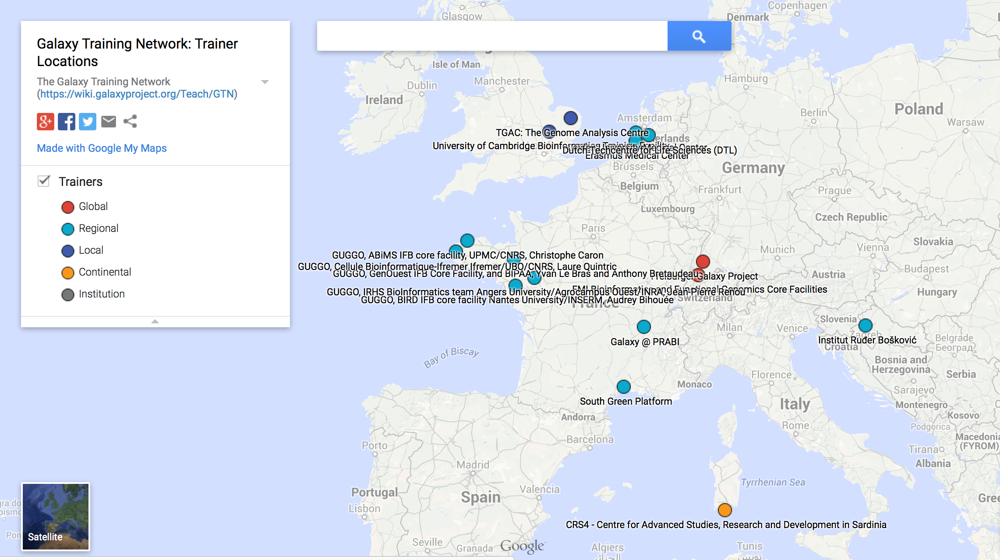 Galaxy Training Network: Trainer
Locations
The Galaxy Training Network
(https://wiki.galaxyproject.org/Teach/GTN)
g+
f
Made with Google My Maps
Trainers
Global
Regional
Local
Continental
Institution
Satellite
Glasgow
Copenhagen
Denmark
Isle of Man
Dublin
Manchester
Ireland
Hamburg
Amsterdam
Berlin
Poland
Warsaw
TGAC: The Genome Analysis Centre
University of Cambridge Bioinformatics Training Facility
Dutch Techcentre for Life Sciences (DTL)
Erasmus Medical Center
Brussels
Germany
Belgium
Frankfurt
Prague
Luxembourg
Czech Republic
Paris
Slovakia
Munich
Vienna
Budapest
Austria
Hungary
GUGGO, ABiMS IFB core facility, UPMC/CNRS, Christophe Caron
GUGGO, Cellule Bioinformatique-Ifremer Ifremer/UBO/CNRS, Laure Quintric
GUGGO, GenOuest IFB Core Facility, and BIPAA, Yvan Le Bras and Anthony Bretaudeau
Freiburger Galaxy Project
FMI Bioinformatics and Functional Genomics Core Facilities
GUGGO, IRHS BioInformatics team Angers University/Agrocampus Ouest/INRA, Jean-Pierre Renou
GUGGO, BIRD IFB core facility Nantes University/INSERM, Audrey Bihouée
Switzerland
France
Slovenia
Milan
Venice
Zagreb
Galaxy @ PRABI
Institut Ruđer Bošković
Croatia
Belgrade
Београд
Bay of Biscay
Bosnia and
Herzegovina
Serbia
Florence
Monaco
Sarajevo
South Green Platform
Italy
Montenegro
Kosovo
Andorra
Rome
Podgorica
Barcelona
Macedonia
(FYROM)
Porto
Tirana
Madrid
Albania
Tyrrhenian Sea
Portugal
Valencia
Spain
Lisbon
CRS4 - Centre for Advanced Studies, Research and Development in Sardinia
Seville
Granada
Google
Algiers
Tunis